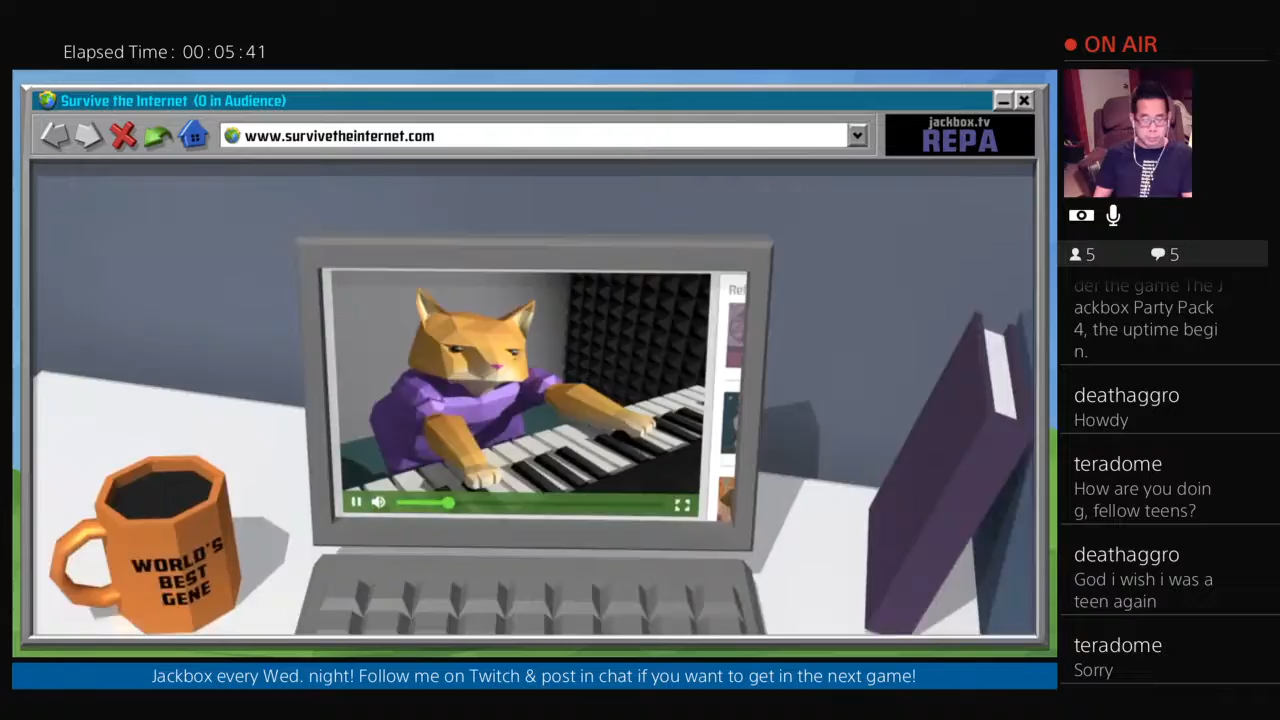 Elapsed Time: 00:05:41
ON AIR
Survive the Internet (0 in Audience)
www.survivetheinternet.com
jackbox.tv
REPA
5 5
der the game The J
ackbox Party Pack
4, the uptime begi
n.
deathaggro
Howdy
teradome
How are you doin
g, fellow teens?
deathaggro
God i wish i was a
teen again
teradome
Sorry
WORLD'S
BEST
GENE
Jackbox every Wed. night! Follow me on Twitch & post in chat if you want to get in the next game!